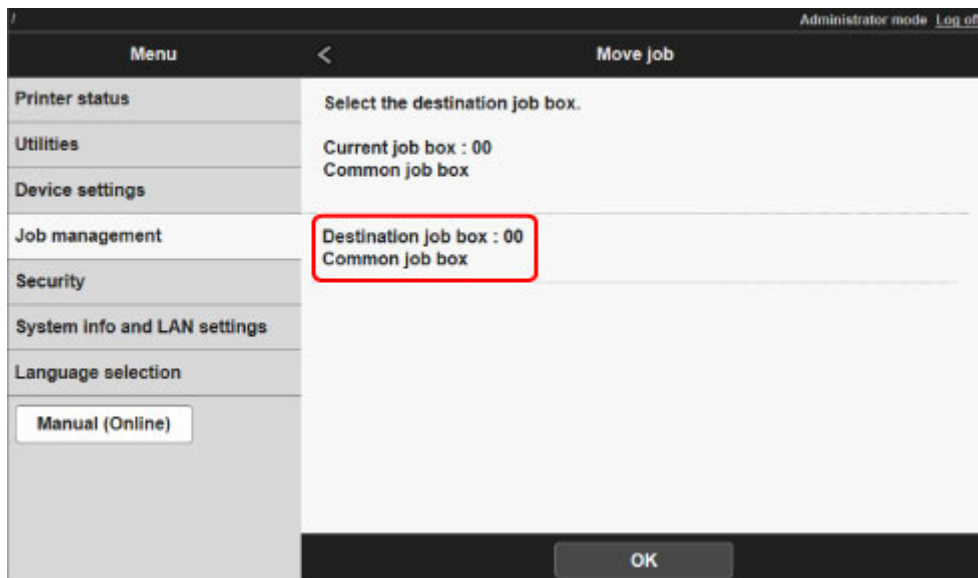 /
Administrator mode Log off
Menu
<
Move job
Printer status
Utilities
Device settings
Job management
Security
System info and LAN settings
Language selection
Manual (Online)
Select the destination job box.
Current job box : 00
Common job box
Destination job box : 00
Common job box
OK